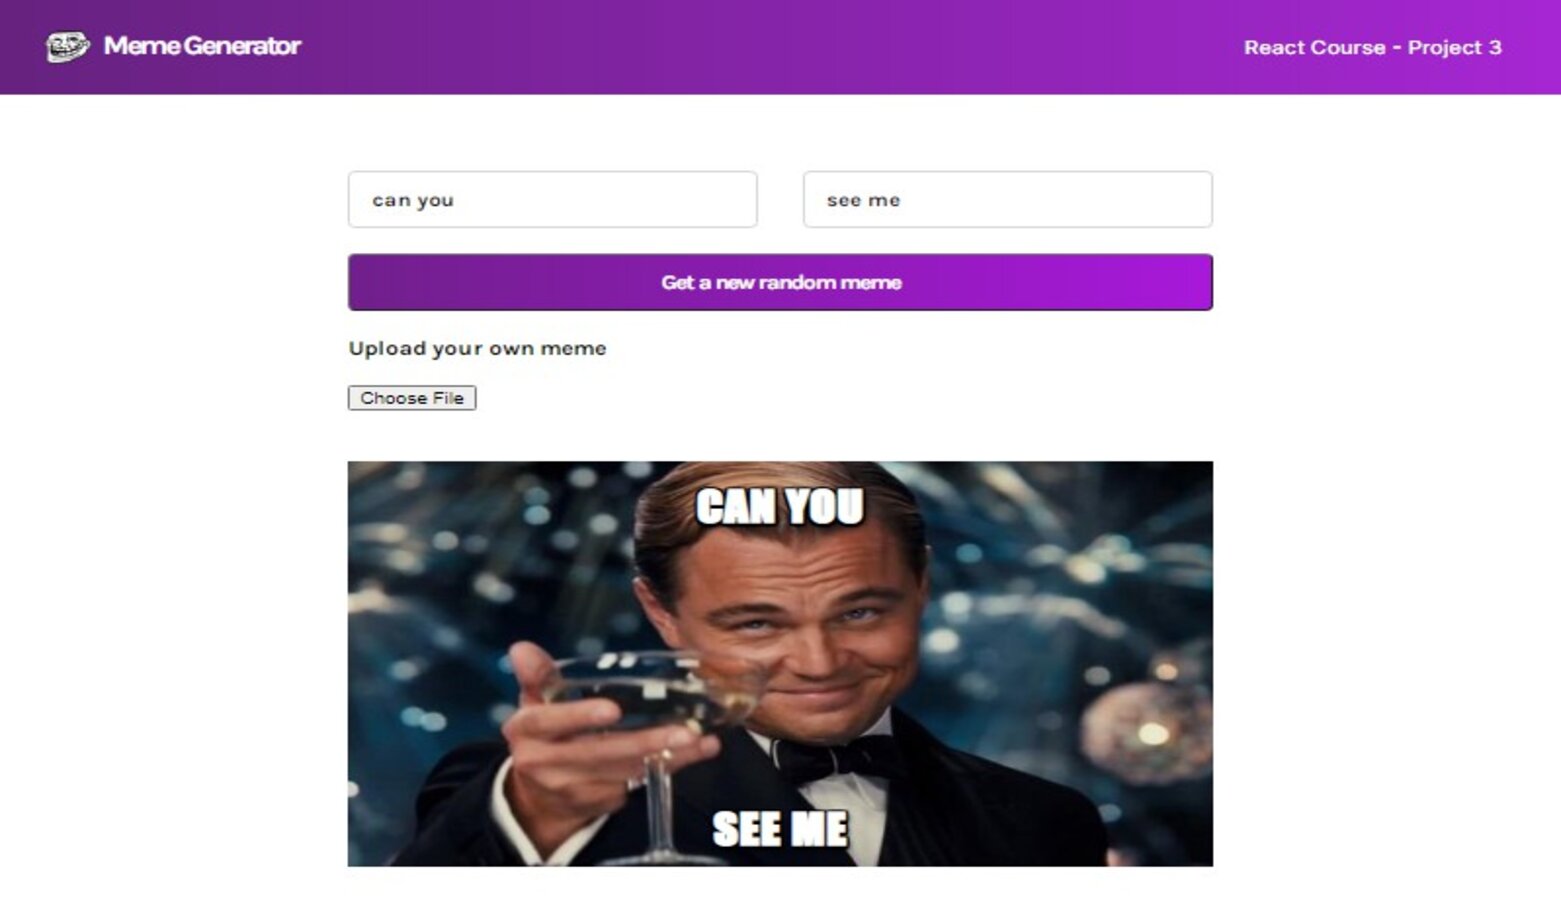 Meme Generator
React Course - Project 3
can you
see me
Get a new random meme
Upload your own meme
Choose File
CAN YOU
SEE ME